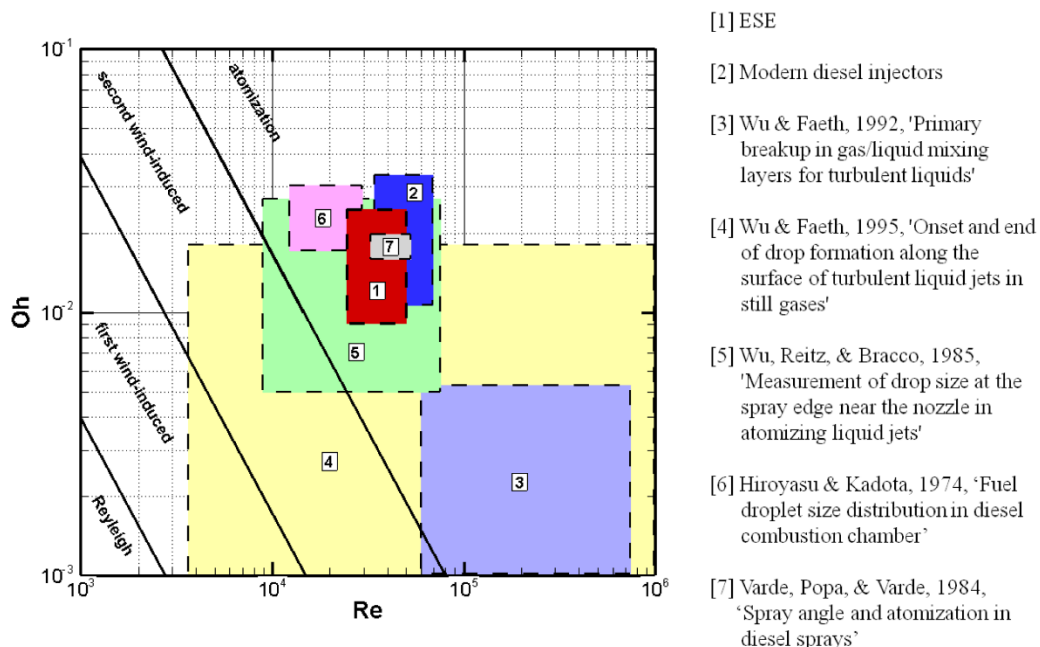 10^-1
10^-2
10^-3
Oh
10^3
10^4
10^5
10^6
Re
atomization
second wind-induced
first wind-induced
Reyleigh
6
2
7
1
5
4
3
[1] ESE
[2] Modern diesel injectors
[3] Wu & Faeth, 1992, 'Primary
breakup in gas/liquid mixing
layers for turbulent liquids'
[4] Wu & Faeth, 1995, 'Onset and end
of drop formation along the
surface of turbulent liquid jets in
still gases'
[5] Wu, Reitz, & Bracco, 1985,
'Measurement of drop size at the
spray edge near the nozzle in
atomizing liquid jets'
[6] Hiroyasu & Kadota, 1974, ‘Fuel
droplet size distribution in diesel
combustion chamber’
[7] Varde, Popa, & Varde, 1984,
‘Spray angle and atomization in
diesel sprays’